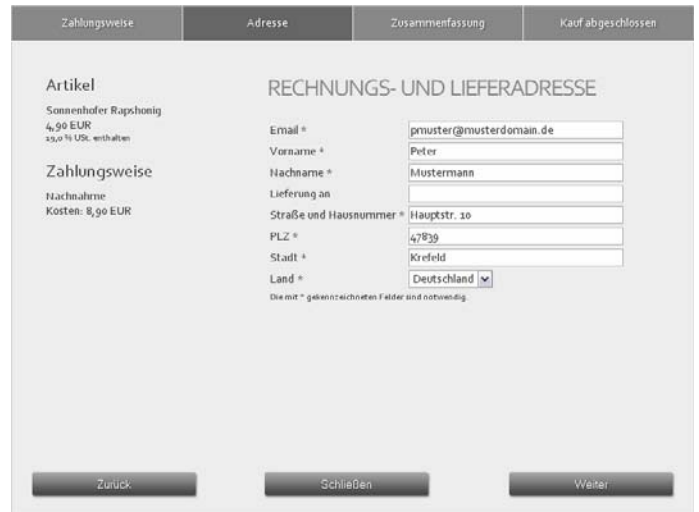 Zahlungsweise Adresse Zusammenfassung Kauf abgeschlossen
Artikel
Sonnenhofer Rapshonig
4,90 EUR
19,0 % USt. enthalten
Zahlungsweise
Nachnahme
Kosten: 8,90 EUR
RECHNUNGS- UND LIEFERADRESSE
Email * pmuster@musterdomain.de
Vorname * Peter
Nachname * Mustermann
Lieferung an
Straße und Hausnummer * Hauptstr. 10
PLZ * 47839
Stadt * Krefeld
Land * Deutschland
Die mit * gekennzeichneten Felder sind notwendig.
Zurück Schließen Weiter